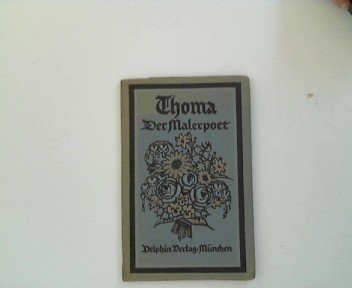 Thoma
Der Malerpoet
Delphin Verlag · München